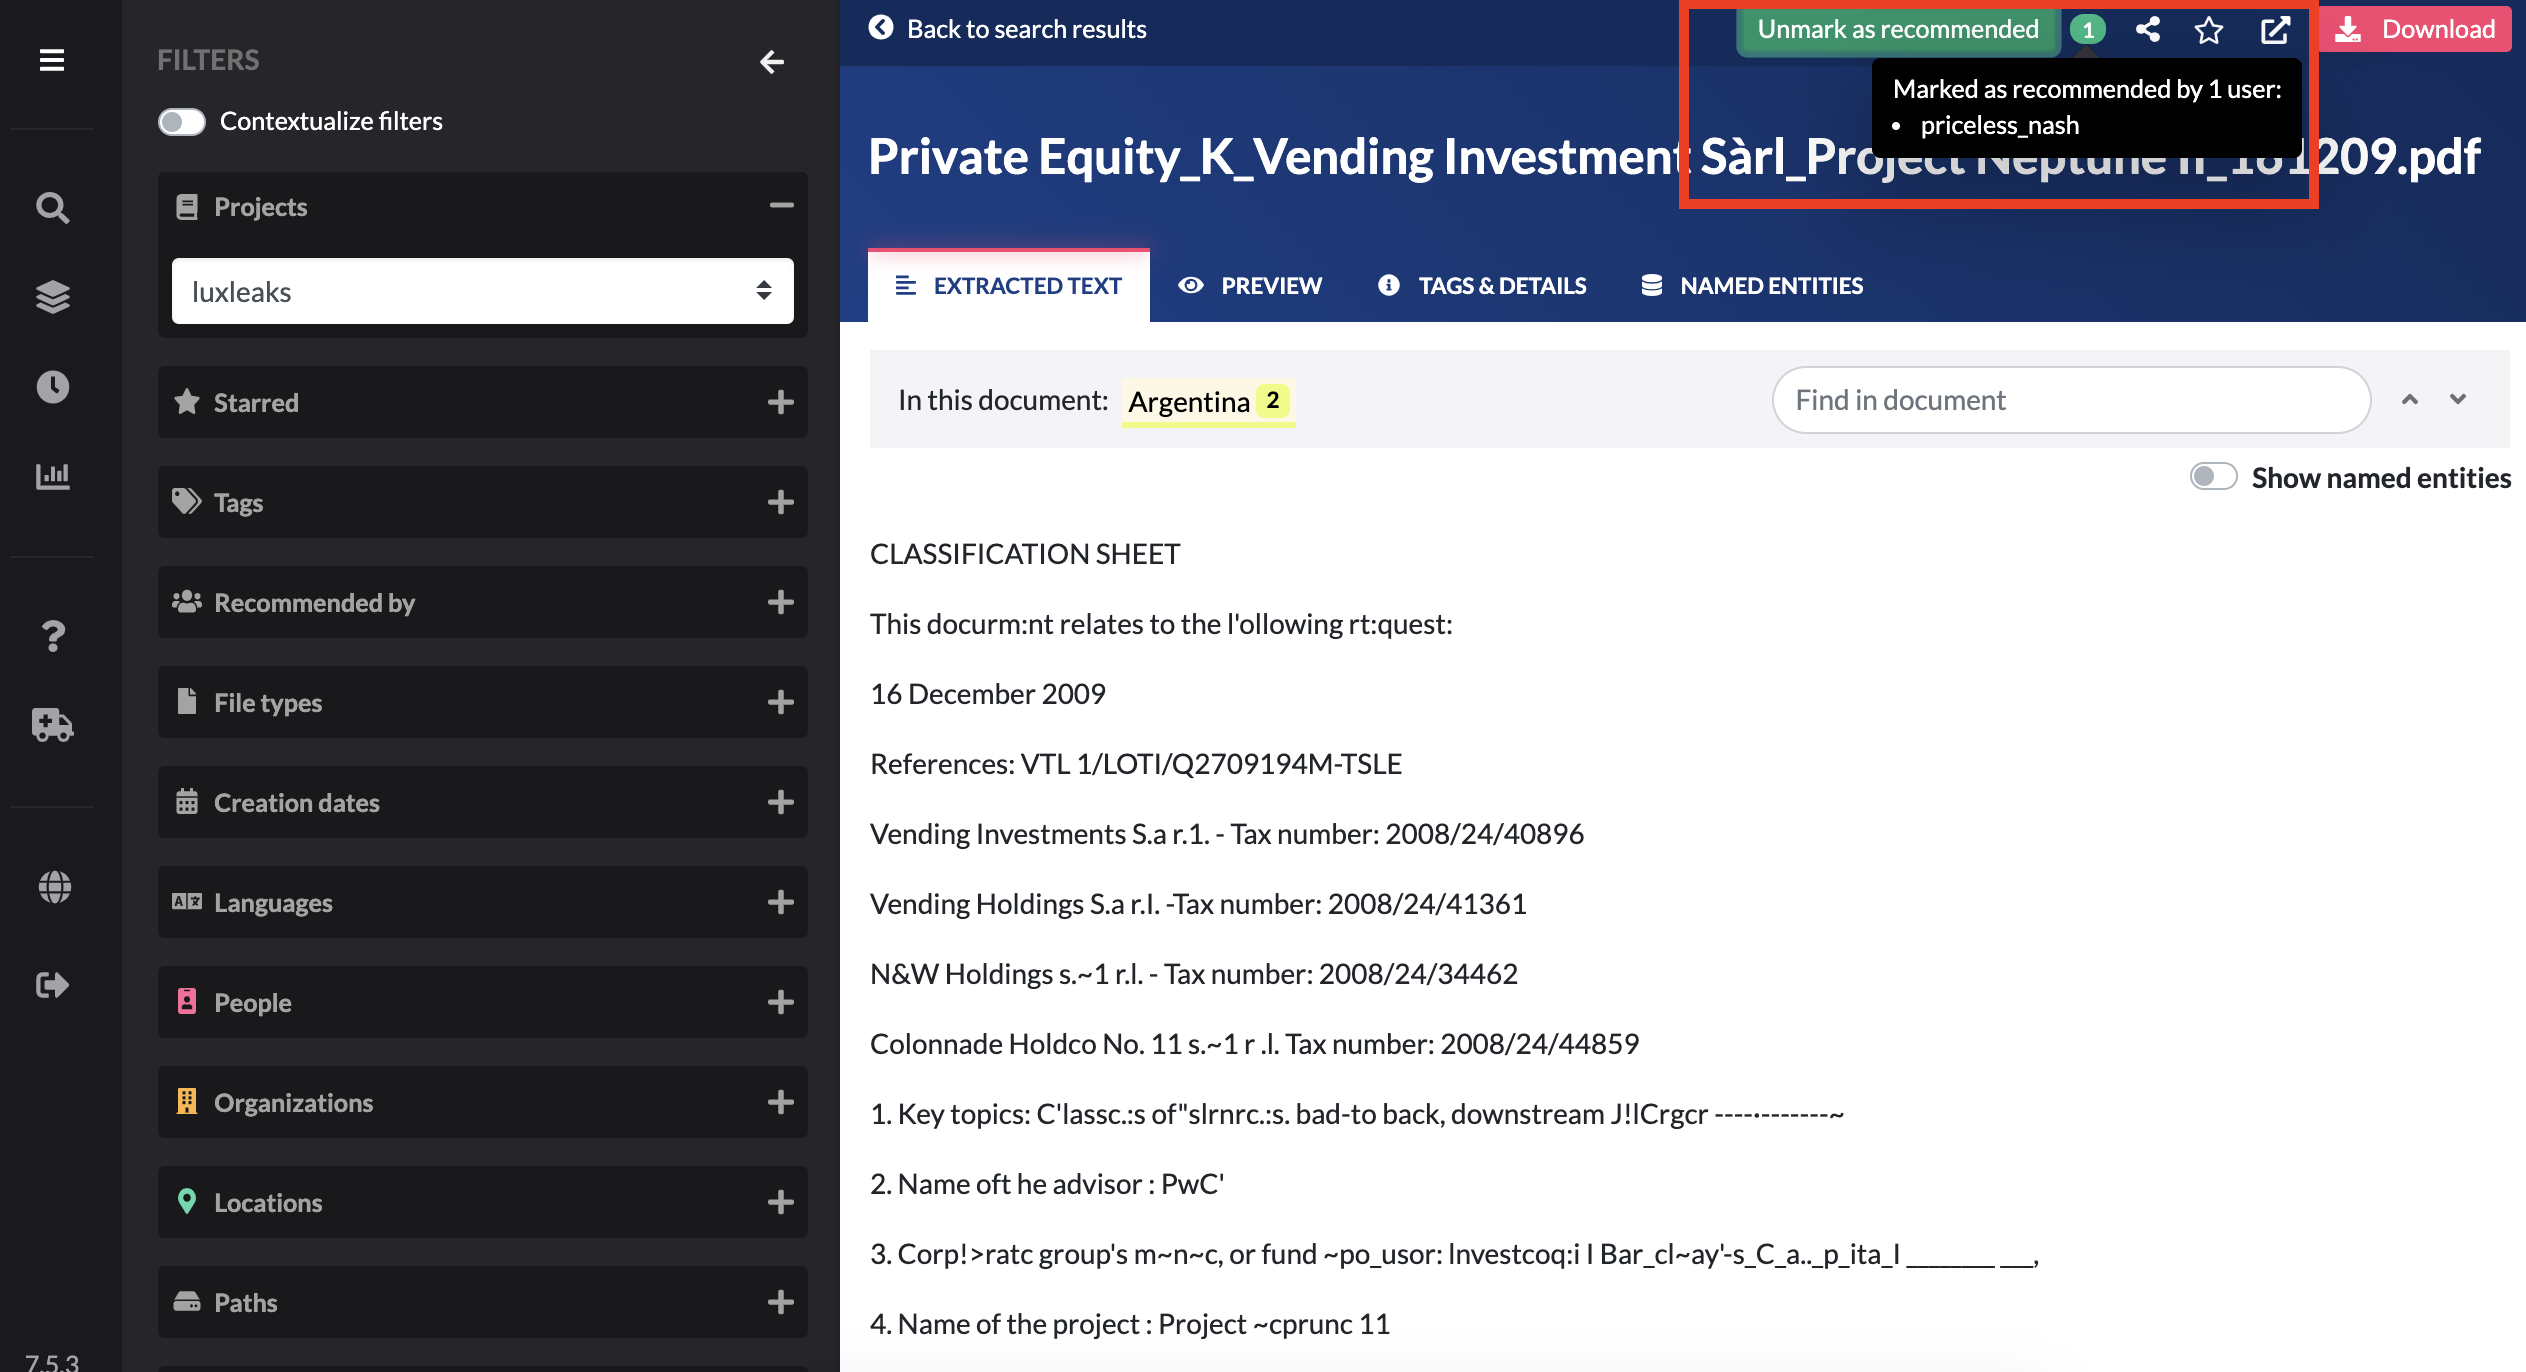 FILTERS
Contextualize filters
Projects
luxleaks
Starred
Tags
Recommended by
File types
Creation dates
Languages
People
Organizations
Locations
Paths
7.5.3
Back to search results
Unmark as recommended 1
Download
Marked as recommended by 1 user:
• priceless_nash
Private Equity_K_Vending Investment Sàrl_Project Neptune II_161209.pdf
EXTRACTED TEXT
PREVIEW
TAGS & DETAILS
NAMED ENTITIES
In this document: Argentina 2
Find in document
Show named entities
CLASSIFICATION SHEET
This docurm:nt relates to the l'ollowing rt:quest:
16 December 2009
References: VTL 1/LOTI/Q2709194M-TSLE
Vending Investments S.a r.1. - Tax number: 2008/24/40896
Vending Holdings S.a r.I. -Tax number: 2008/24/41361
N&W Holdings s.~1 r.l. - Tax number: 2008/24/34462
Colonnade Holdco No. 11 s.~1 r .l. Tax number: 2008/24/44859
1. Key topics: C'lassc.:s of"slrnrc.:s. bad-to back, downstream J!lCrgcr ----·-------~
2. Name oft he advisor : PwC'
3. Corp!>ratc group's m~n~c, or fund ~po_usor: lnvestcoq:i I Bar_cl~ay'-s_C_a.._p_ita_I ________ ___,
4. Name of the project : Project ~cprunc 11